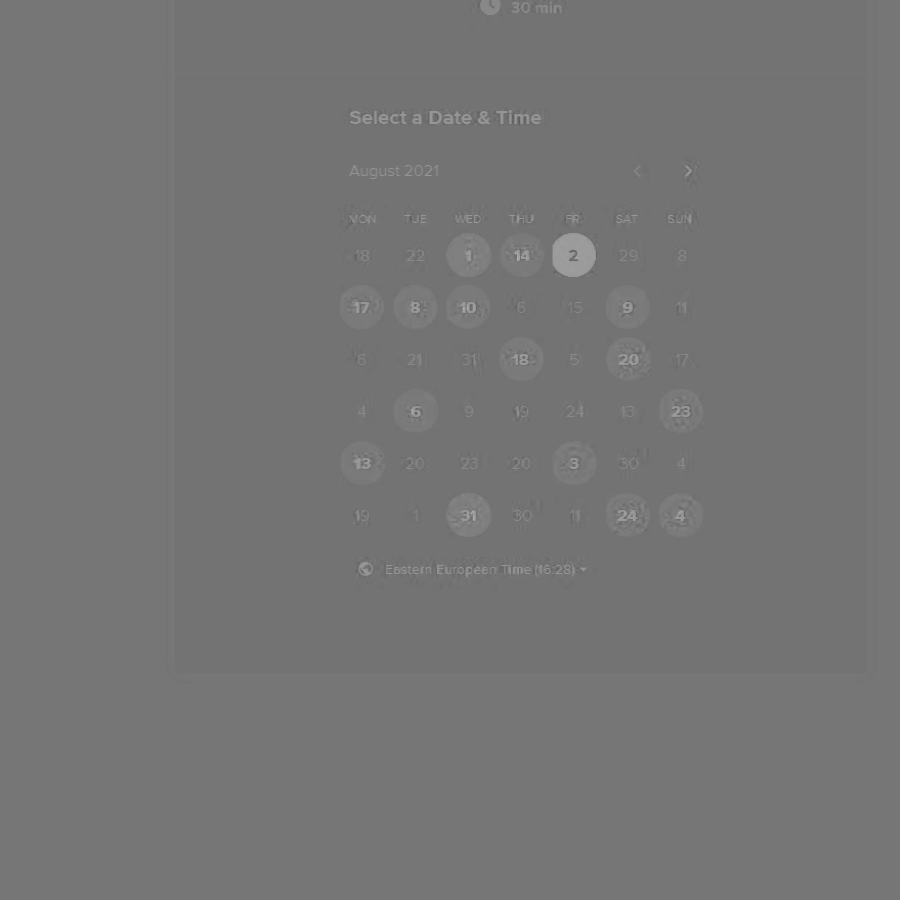 30 min
Select a Date & Time
August 2021
MON TUE WED THU FR SAT SUN
18 22 1 14 2 29 8
17 8 10 6 15 9 11
6 21 31 18 5 20 17
4 6 9 19 24 13 23
13 20 23 20 3 30 4
19 1 31 30 11 24 4
Eastern European Time (16:28)